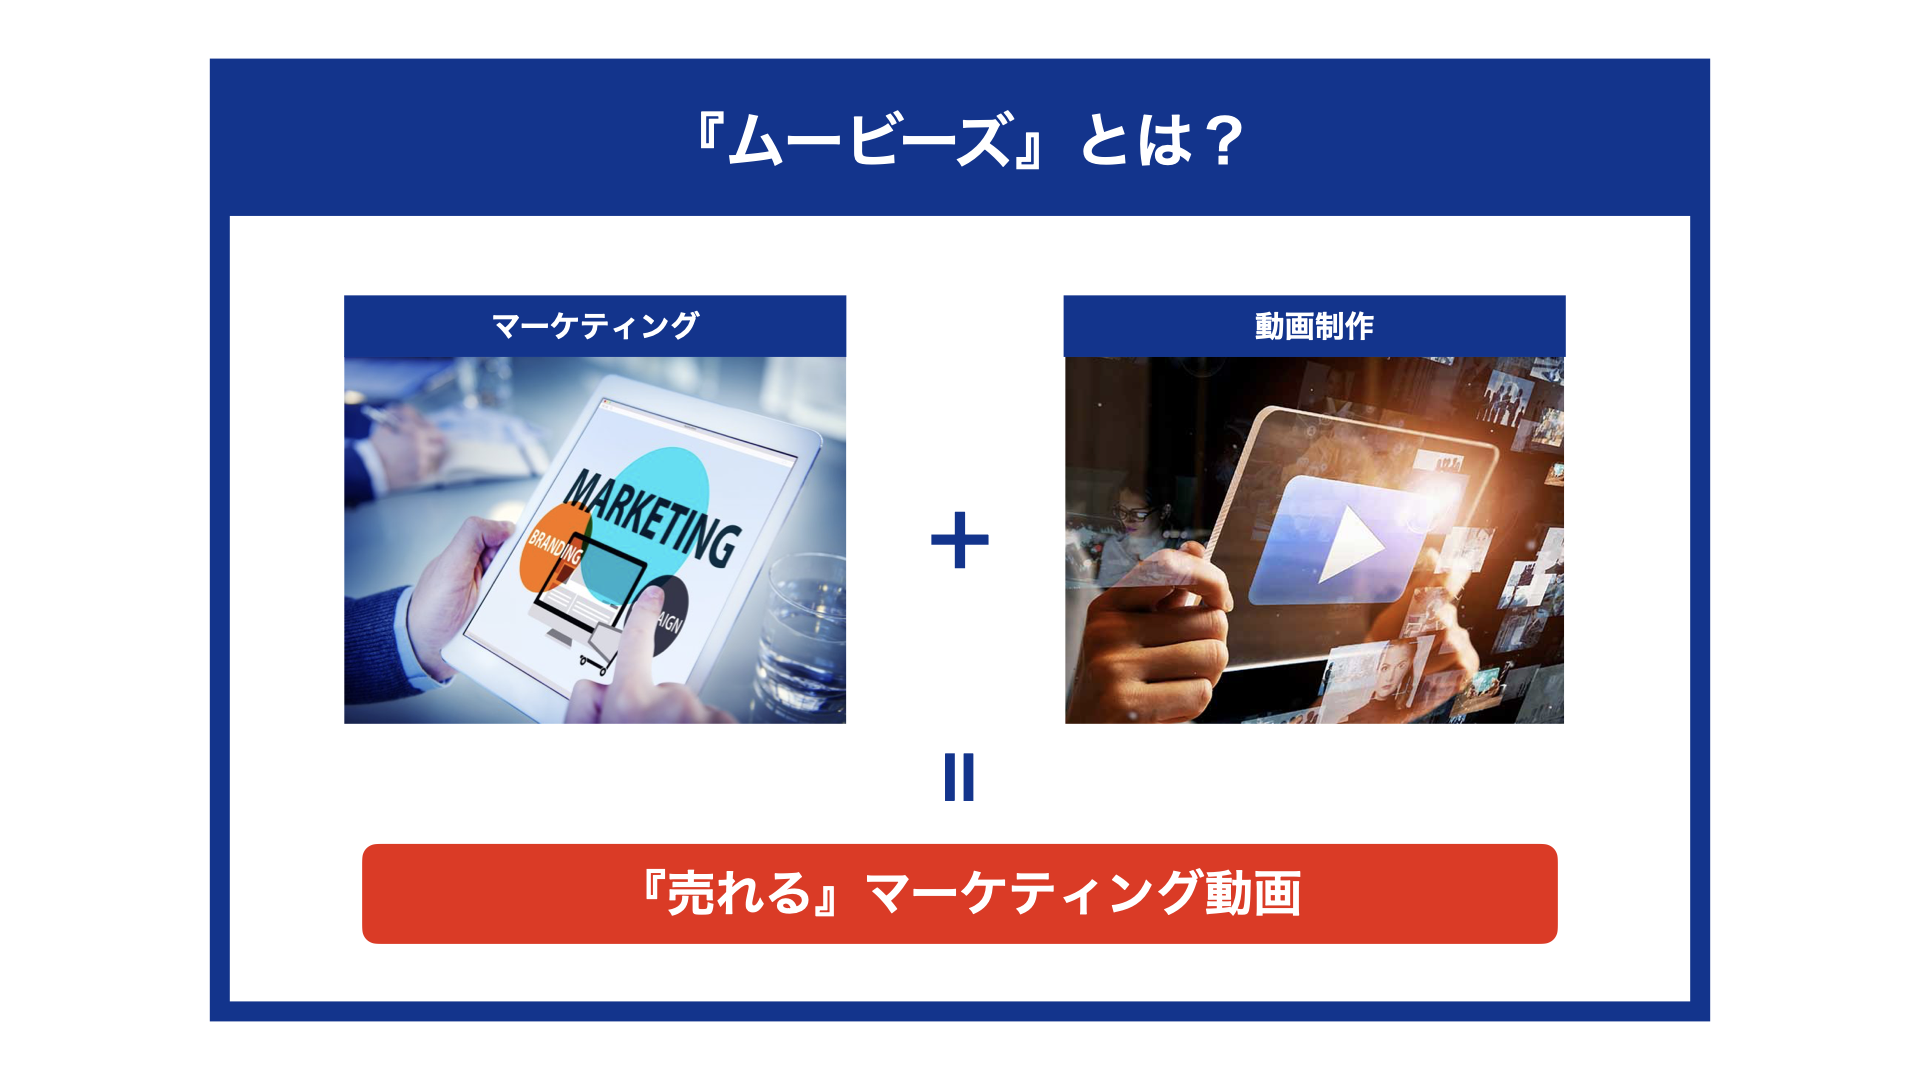 『ムービーズ』とは？
マーケティング
動画制作
MARKETING
BRANDING
AIGN
+
=
『売れる』マーケティング動画